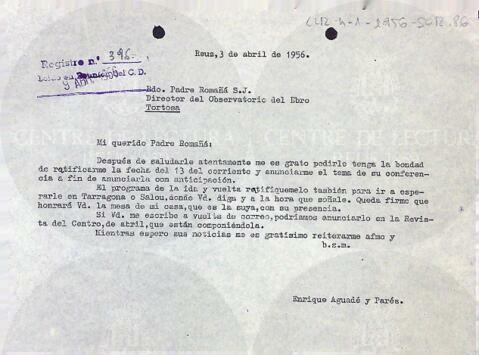 CLR-4-1-1956-SOR.86
Reus, 3 de abril de 1956.
Registro n.º 396
Rdo. Padre Romañá S.J.
Director del Observatorio del Ebro
Tortosa
Mi querido Padre Romañá:
Después de saludarle atentamente me es grato pedirle tenga la bondad
de ratificarme la fecha del 13 del corriente y anunciarme el tema de su conferen-
cia a fin de anunciarla con anticipación.
El programa de la ida y vuelta ratifiquemelo también para ir a espe-
rarle en Tarragona o Salou, donde Vd. diga y a la hora que señale. Queda firme que
honrará Vd. la mesa de mi casa, que es la suya, con su presencia.
Si Vd. me escribe a vuelta de correo, podríamos anunciarlo en la Revis-
ta del Centro, de abril, que están componiéndola.
Mientras espero sus noticias me es gratísimo reiterarme afmo y
b.s.m.
Enrique Aguadé y Parés.